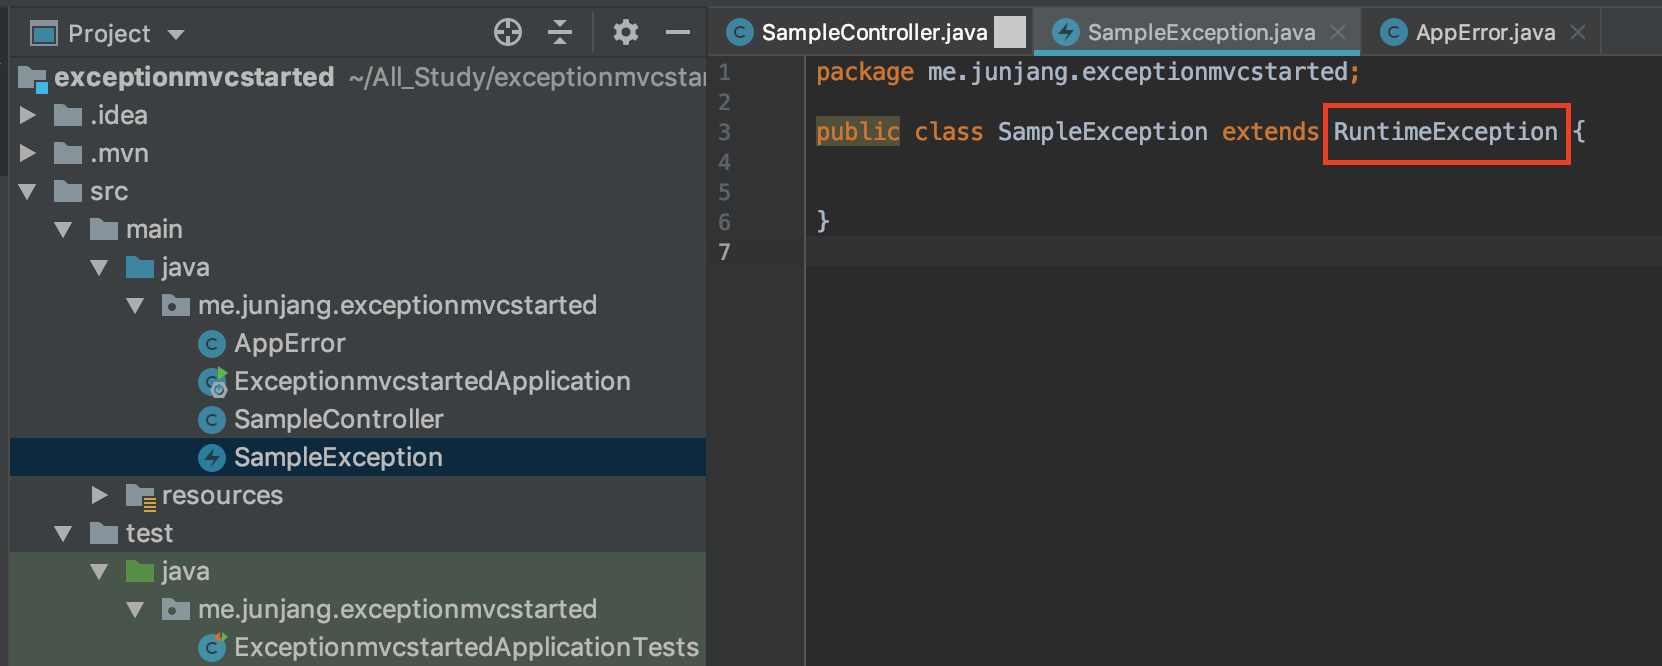 Project
exceptionmvcstarted ~/All_Study/exceptionmvcstar
.idea
.mvn
src
main
java
me.junjang.exceptionmvcstarted
AppError
ExceptionmvcstartedApplication
SampleController
SampleException
resources
test
java
me.junjang.exceptionmvcstarted
ExceptionmvcstartedApplicationTests
SampleController.java SampleException.java AppError.java
1 package me.junjang.exceptionmvcstarted;
2
3 public class SampleException extends RuntimeException {
4
5
6 }
7